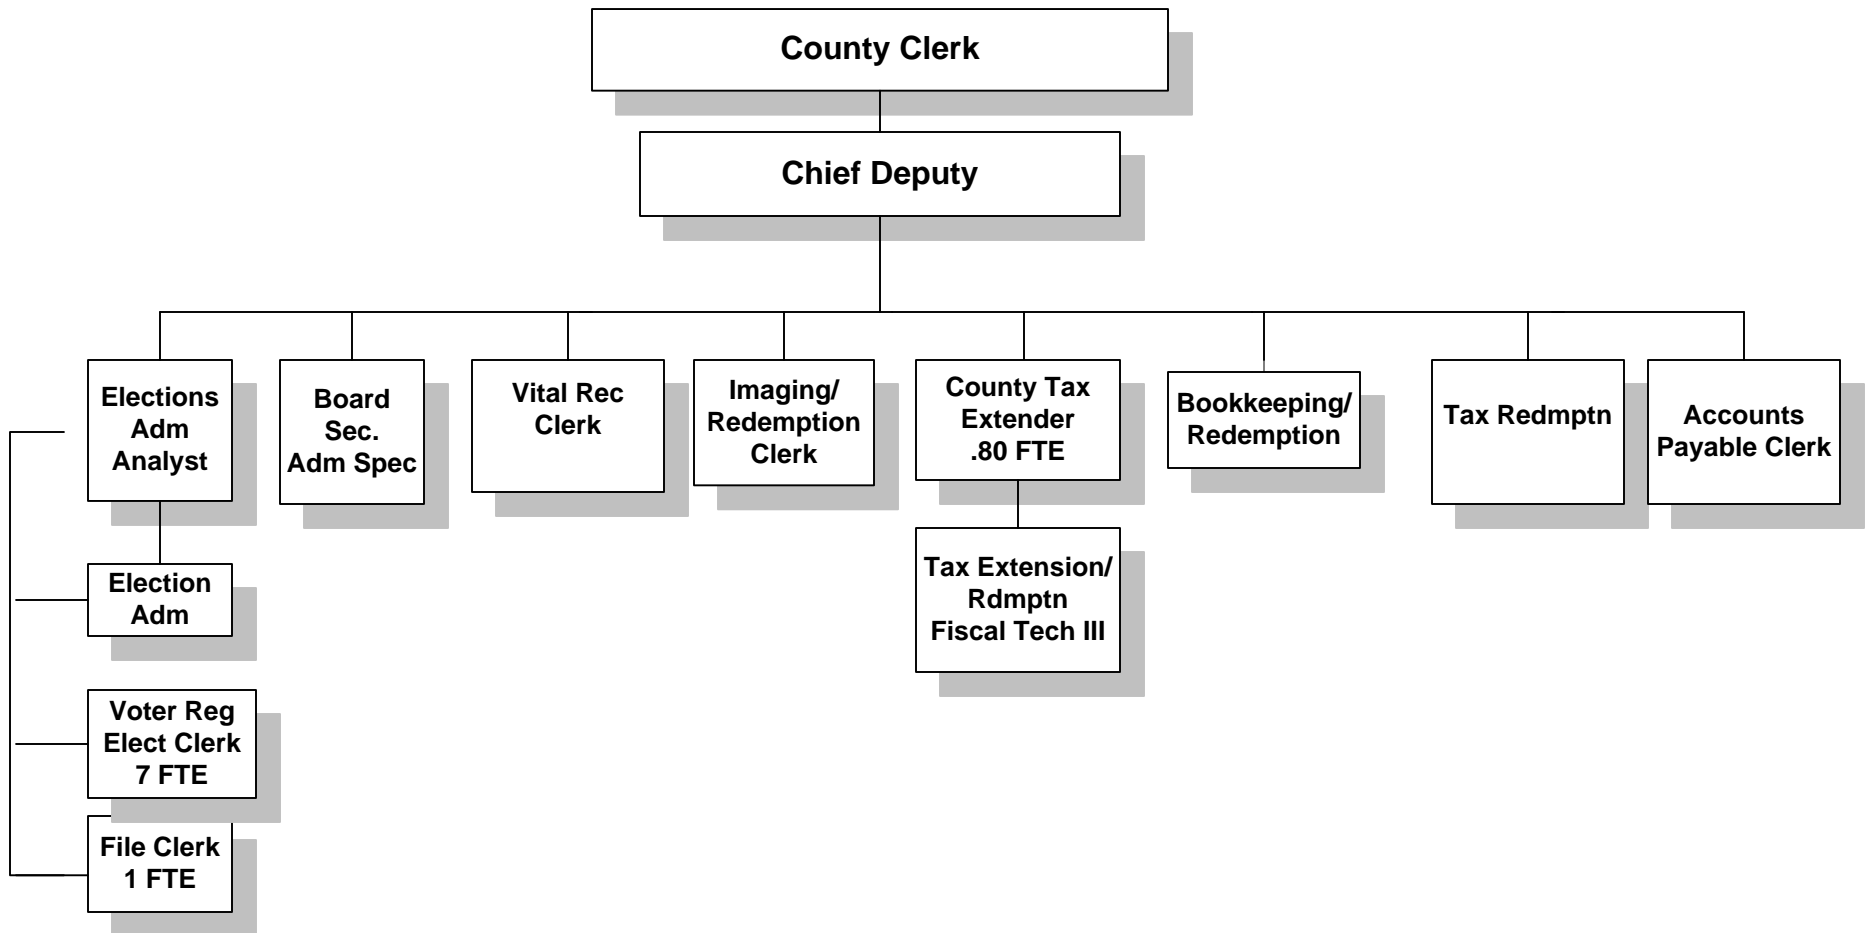 County Clerk
Chief Deputy
Elections
Adm
Analyst
Board
Sec.
Adm Spec
Vital Rec
Clerk
Imaging/
Redemption
Clerk
County Tax
Extender
.80 FTE
Bookkeeping/
Redemption
Tax Redmptn
Accounts
Payable Clerk
Election
Adm
Tax Extension/
Rdmptn
Fiscal Tech III
Voter Reg
Elect Clerk
7 FTE
File Clerk
1 FTE